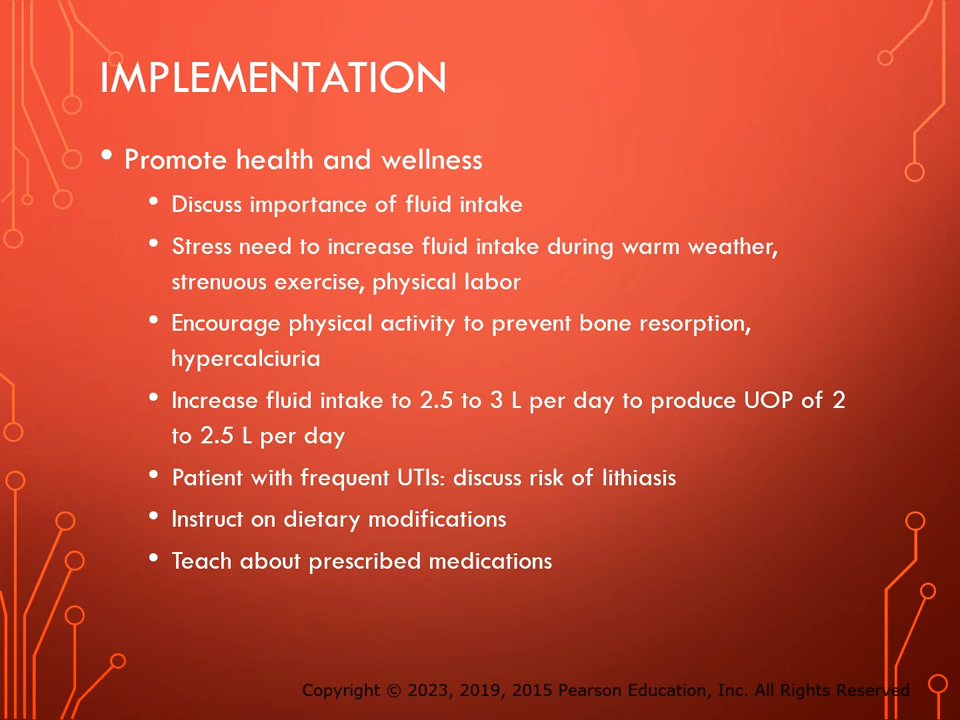 IMPLEMENTATION
• Promote health and wellness
• Discuss importance of fluid intake
• Stress need to increase fluid intake during warm weather,
strenuous exercise, physical labor
• Encourage physical activity to prevent bone resorption,
hypercalciuria
• Increase fluid intake to 2.5 to 3 L per day to produce UOP of 2
to 2.5 L per day
• Patient with frequent UTIs: discuss risk of lithiasis
• Instruct on dietary modifications
• Teach about prescribed medications
Copyright © 2023, 2019, 2015 Pearson Education, Inc. All Rights Reserved